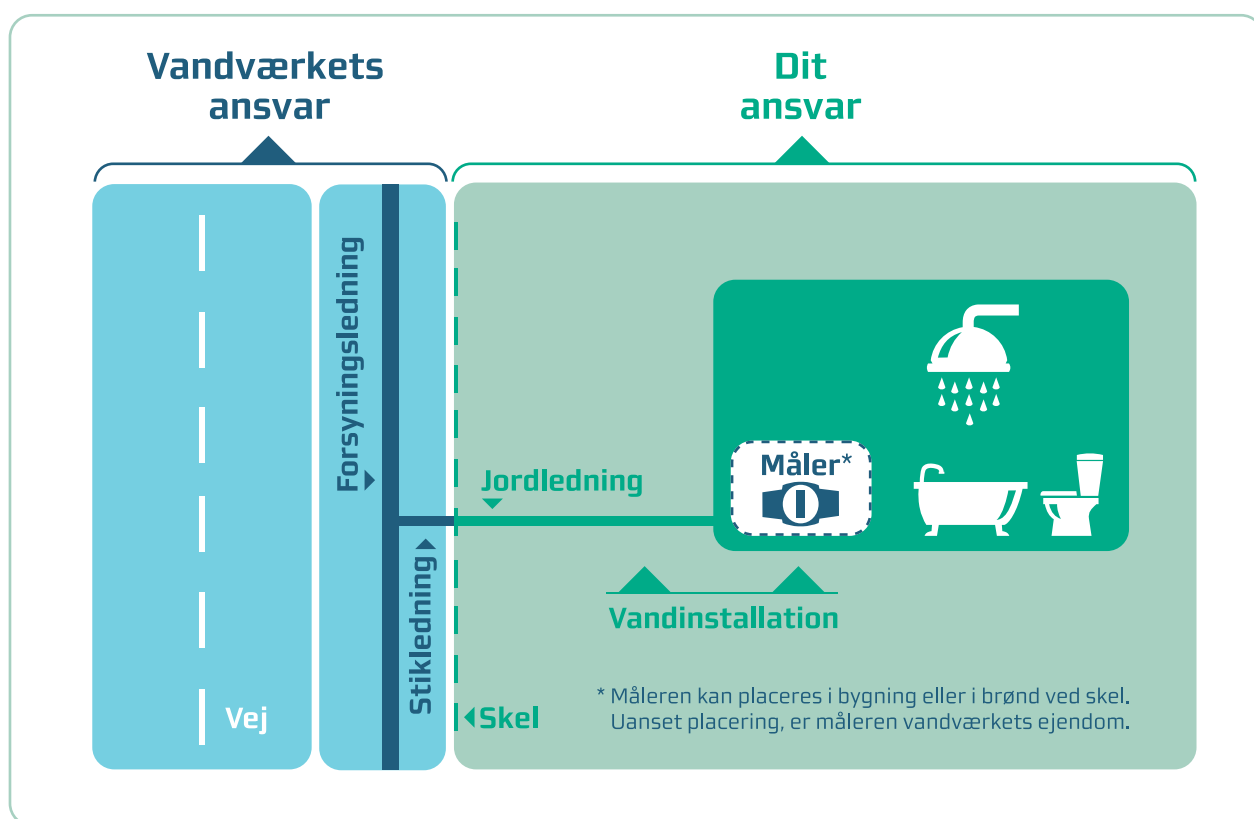 Vandværkets
ansvar
Dit
ansvar
Forsyningsledning
Stikledning
Jordledning
Måler*
Vandinstallation
Vej
Skel
* Måleren kan placeres i bygning eller i brønd ved skel.
Uanset placering, er måleren vandværkets ejendom.